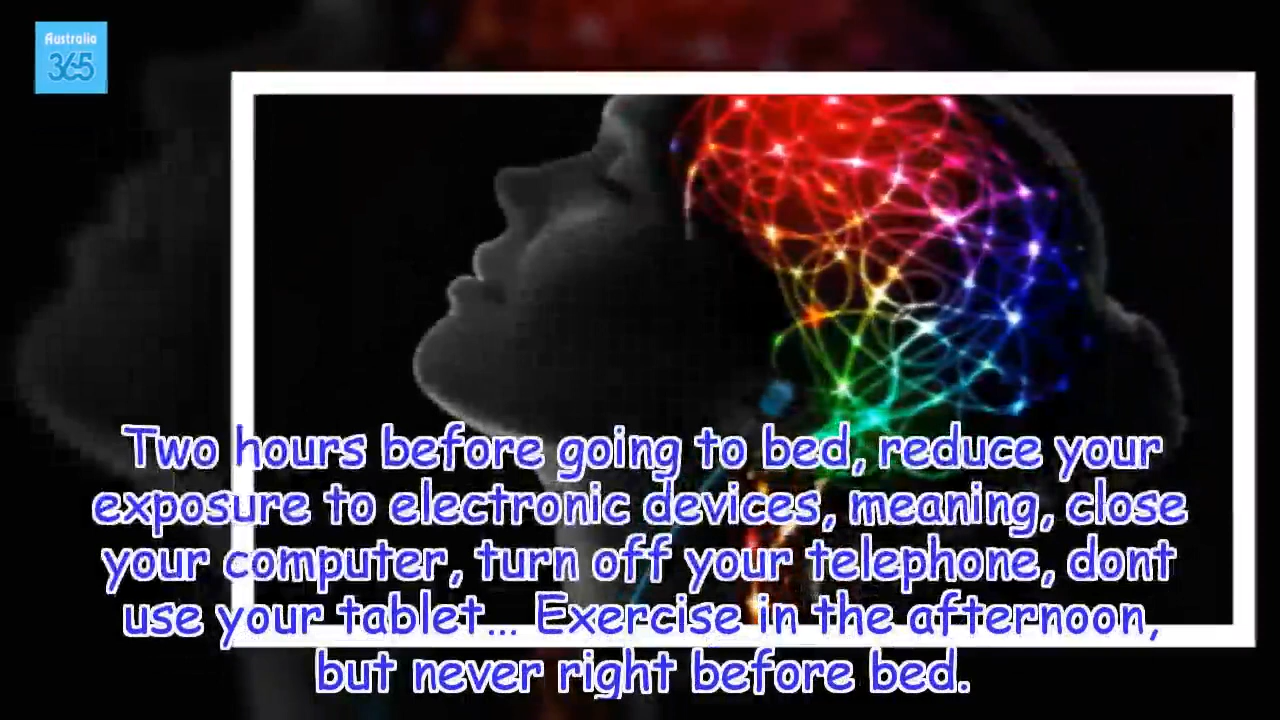 Australia
365
Two hours before going to bed, reduce your
exposure to electronic devices, meaning, close
your computer, turn off your telephone, dont
use your tablet... Exercise in the afternoon,
but never right before bed.